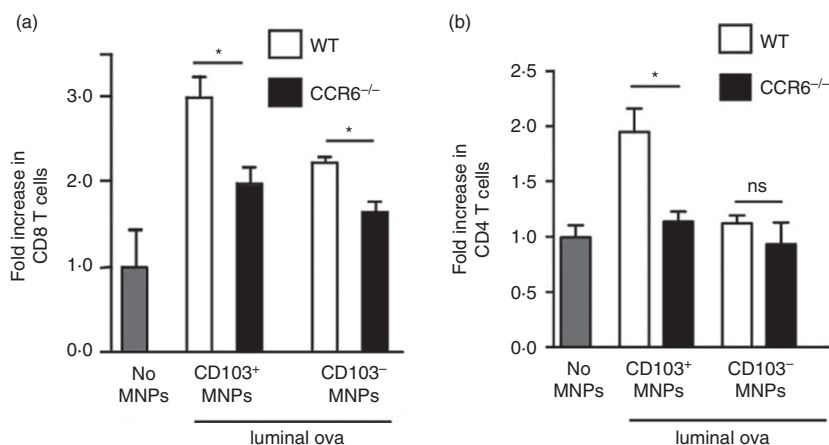 (a)
WT
CCR6–/–
*
*
Fold increase in
CD8 T cells
3·0
2·0
1·0
0·0
No
MNPs
CD103+
MNPs
CD103–
MNPs
luminal ova
(b)
WT
CCR6–/–
*
ns
Fold increase in
CD4 T cells
2·5
2·0
1·5
1·0
0·5
0·0
No
MNPs
CD103+
MNPs
CD103–
MNPs
luminal ova